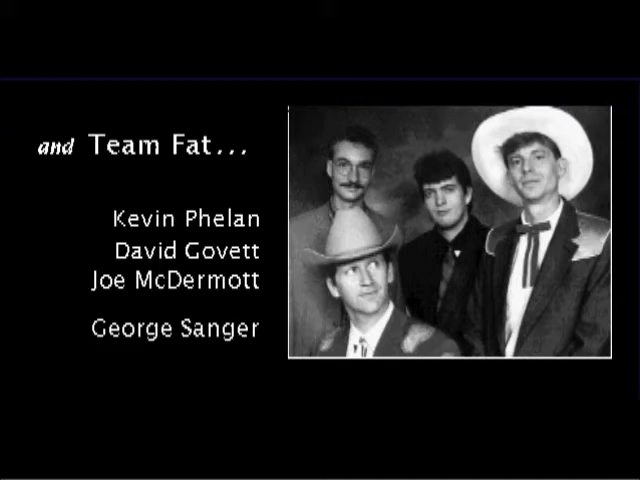 and Team Fat...
Kevin Phelan
David Govett
Joe McDermott
George Sanger